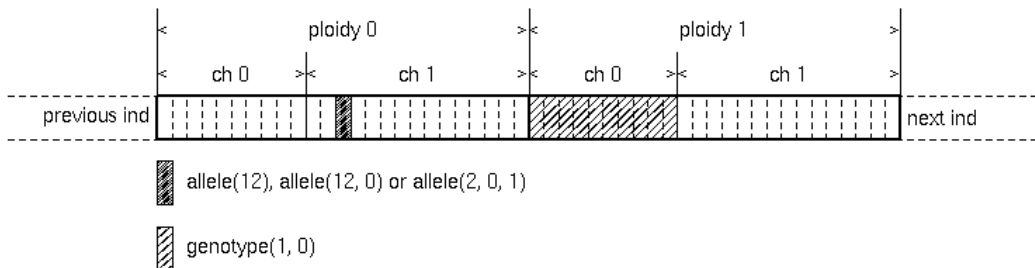 ploidy 0 ploidy 1
ch 0 ch 1 ch 0 ch 1
previous ind next ind
allele(12), allele(12, 0) or allele(2, 0, 1)
genotype(1, 0)